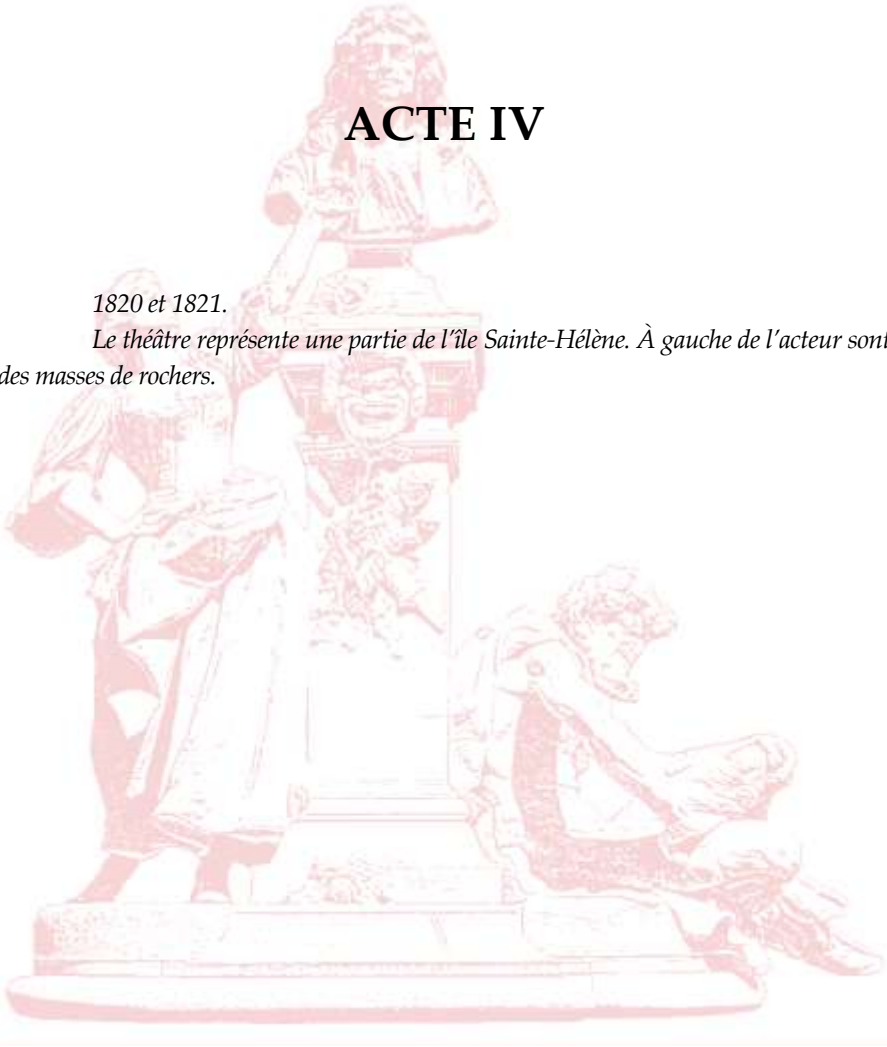 ACTE IV
1820 et 1821.
Le théâtre représente une partie de l'île Sainte-Hélène. À gauche de l'acteur sont
des masses de rochers.